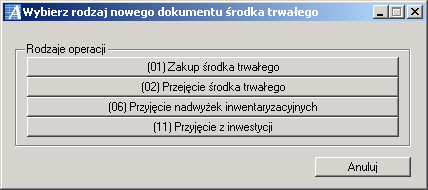 Wybierz rodzaj nowego dokumentu środka trwałego
Rodzaje operacji
(01) Zakup środka trwałego
(02) Przejęcie środka trwałego
(06) Przyjęcie nadwyżek inwentaryzacyjnych
(11) Przyjęcie z inwestycji
Anuluj